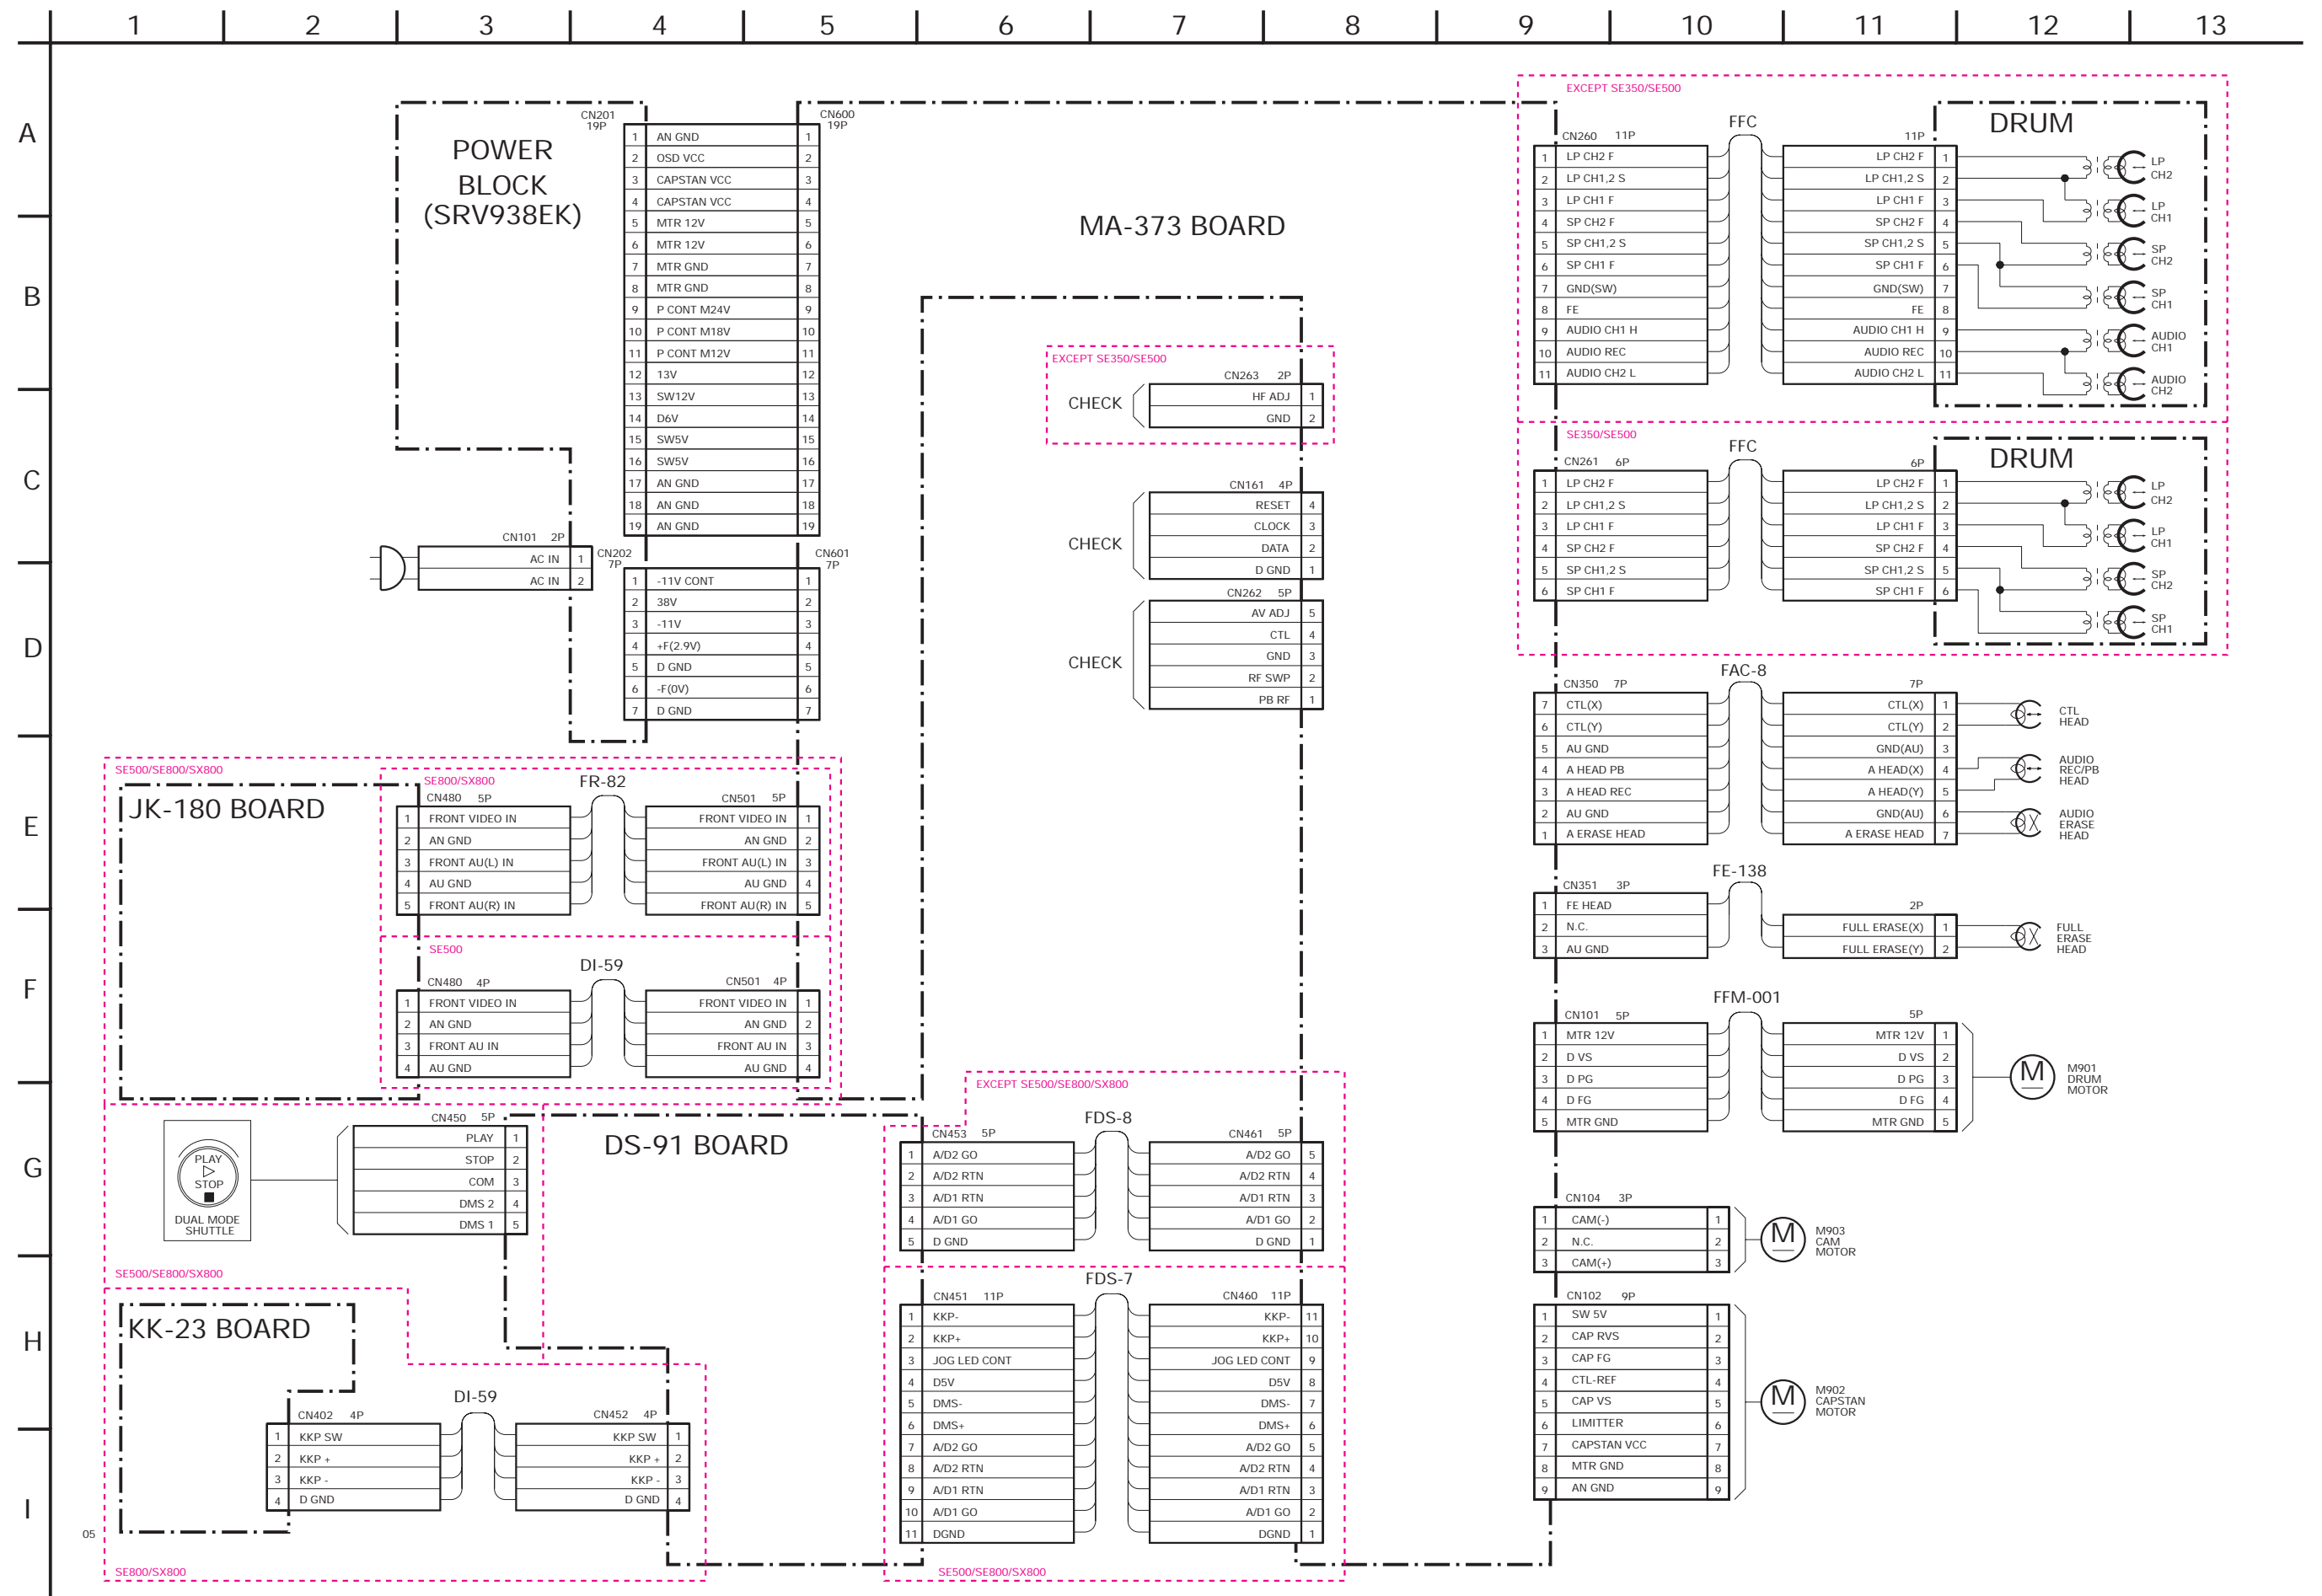 1 2 3 4 5 6 7 8 9 10 11 12 13
A
B
C
D
E
F
G
H
I
POWER
BLOCK
(SRV938EK)
CN201
19P
CN600
19P
1 AN GND 1
2 OSD VCC 2
3 CAPSTAN VCC 3
4 CAPSTAN VCC 4
5 MTR 12V 5
6 MTR 12V 6
7 MTR GND 7
8 MTR GND 8
9 P CONT M24V 9
10 P CONT M18V 10
11 P CONT M12V 11
12 13V 12
13 SW12V 13
14 D6V 14
15 SW5V 15
16 SW5V 16
17 AN GND 17
18 AN GND 18
19 AN GND 19
CN101 2P
AC IN 1
AC IN 2
CN202
7P
CN601
7P
1 -11V CONT 1
2 38V 2
3 -11V 3
4 +F(2.9V) 4
5 D GND 5
6 -F(0V) 6
7 D GND 7
MA-373 BOARD
EXCEPT SE350/SE500
CHECK
CN263 2P
HF ADJ 1
GND 2
CHECK
CN161 4P
RESET 4
CLOCK 3
DATA 2
D GND 1
CHECK
CN262 5P
AV ADJ 5
CTL 4
GND 3
RF SWP 2
PB RF 1
EXCEPT SE350/SE500
FFC
DRUM
CN260 11P 11P
1 LP CH2 F LP CH2 F 1
2 LP CH1,2 S LP CH1,2 S 2
3 LP CH1 F LP CH1 F 3
4 SP CH2 F SP CH2 F 4
5 SP CH1,2 S SP CH1,2 S 5
6 SP CH1 F SP CH1 F 6
7 GND(SW) GND(SW) 7
8 FE FE 8
9 AUDIO CH1 H AUDIO CH1 H 9
10 AUDIO REC AUDIO REC 10
11 AUDIO CH2 L AUDIO CH2 L 11
LP
CH2
LP
CH1
SP
CH2
SP
CH1
AUDIO
CH1
AUDIO
CH2
SE350/SE500
FFC
DRUM
CN261 6P 6P
1 LP CH2 F LP CH2 F 1
2 LP CH1,2 S LP CH1,2 S 2
3 LP CH1 F LP CH1 F 3
4 SP CH2 F SP CH2 F 4
5 SP CH1,2 S SP CH1,2 S 5
6 SP CH1 F SP CH1 F 6
LP
CH2
LP
CH1
SP
CH2
SP
CH1
FAC-8
CN350 7P 7P
7 CTL(X) CTL(X) 1
6 CTL(Y) CTL(Y) 2
5 AU GND GND(AU) 3
4 A HEAD PB A HEAD(X) 4
3 A HEAD REC A HEAD(Y) 5
2 AU GND GND(AU) 6
1 A ERASE HEAD A ERASE HEAD 7
CTL
HEAD
AUDIO
REC/PB
HEAD
AUDIO
ERASE
HEAD
FE-138
CN351 3P 2P
1 FE HEAD
2 N.C. FULL ERASE(X) 1
3 AU GND FULL ERASE(Y) 2
FULL
ERASE
HEAD
FFM-001
CN101 5P 5P
1 MTR 12V MTR 12V 1
2 D VS D VS 2
3 D PG D PG 3
4 D FG D FG 4
5 MTR GND MTR GND 5
M
M901
DRUM
MOTOR
CN104 3P
1 CAM(-) 1
2 N.C. 2
3 CAM(+) 3
M
M903
CAM
MOTOR
CN102 9P
1 SW 5V 1
2 CAP RVS 2
3 CAP FG 3
4 CTL-REF 4
5 CAP VS 5
6 LIMITTER 6
7 CAPSTAN VCC 7
8 MTR GND 8
9 AN GND 9
M
M902
CAPSTAN
MOTOR
SE500/SE800/SX800
JK-180 BOARD
SE800/SX800
FR-82
CN480 5P CN501 5P
1 FRONT VIDEO IN FRONT VIDEO IN 1
2 AN GND AN GND 2
3 FRONT AU(L) IN FRONT AU(L) IN 3
4 AU GND AU GND 4
5 FRONT AU(R) IN FRONT AU(R) IN 5
SE500
DI-59
CN480 4P CN501 4P
1 FRONT VIDEO IN FRONT VIDEO IN 1
2 AN GND AN GND 2
3 FRONT AU IN FRONT AU IN 3
4 AU GND AU GND 4
PLAY
STOP
DUAL MODE
SHUTTLE
CN450 5P
PLAY 1
STOP 2
COM 3
DMS 2 4
DMS 1 5
SE500/SE800/SX800
DS-91 BOARD
EXCEPT SE500/SE800/SX800
FDS-8
CN453 5P CN461 5P
1 A/D2 GO A/D2 GO 5
2 A/D2 RTN A/D2 RTN 4
3 A/D1 RTN A/D1 RTN 3
4 A/D1 GO A/D1 GO 2
5 D GND D GND 1
FDS-7
CN451 11P CN460 11P
1 KKP- KKP- 11
2 KKP+ KKP+ 10
3 JOG LED CONT JOG LED CONT 9
4 D5V D5V 8
5 DMS- DMS- 7
6 DMS+ DMS+ 6
7 A/D2 GO A/D2 GO 5
8 A/D2 RTN A/D2 RTN 4
9 A/D1 RTN A/D1 RTN 3
10 A/D1 GO A/D1 GO 2
11 DGND DGND 1
SE500/SE800/SX800
KK-23 BOARD
DI-59
CN402 4P CN452 4P
1 KKP SW KKP SW 1
2 KKP + KKP + 2
3 KKP - KKP - 3
4 D GND D GND 4
05
SE800/SX800